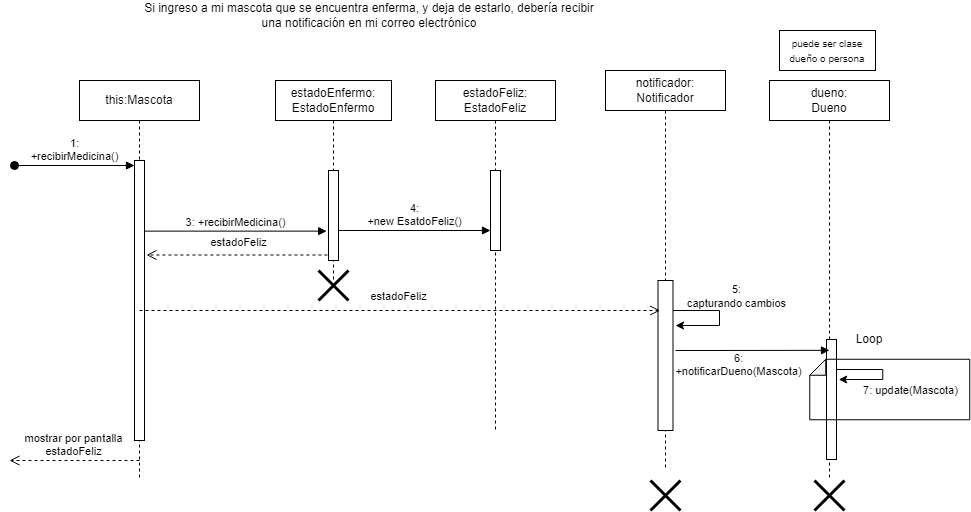 Si ingreso a mi mascota que se encuentra enferma, y deja de estarlo, debería recibir
una notificación en mi correo electrónico
puede ser clase
dueño o persona
this:Mascota
estadoEnfermo:
EstadoEnfermo
estadoFeliz:
EstadoFeliz
notificador:
Notificador
dueno:
Dueno
1:
+recibirMedicina()
3: +recibirMedicina()
4:
+new EsatdoFeliz()
estadoFeliz
estadoFeliz
5:
capturando cambios
Loop
6:
+notificarDueno(Mascota)
7: update(Mascota)
mostrar por pantalla
estadoFeliz